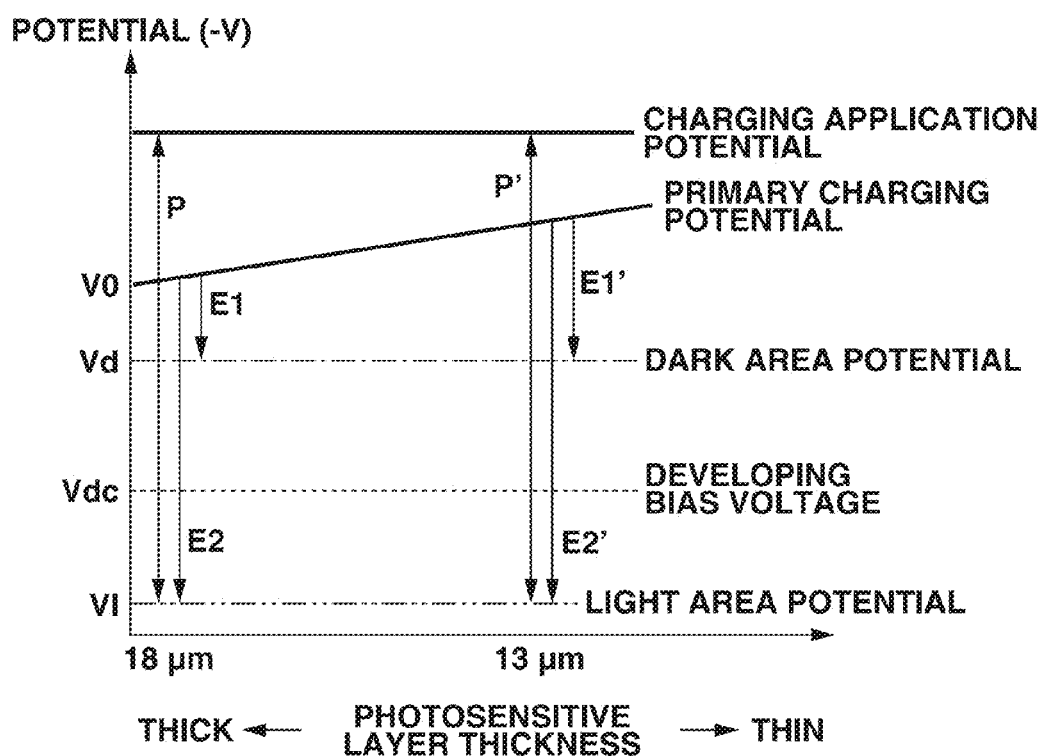 POTENTIAL (-V)
CHARGING APPLICATION
POTENTIAL
P
P'
PRIMARY CHARGING
POTENTIAL
V0
E1
E1'
Vd
DARK AREA POTENTIAL
Vdc
DEVELOPING
BIAS VOLTAGE
E2
E2'
Vl
LIGHT AREA POTENTIAL
18 μm
13 μm
THICK
PHOTOSENSITIVE
LAYER THICKNESS
THIN